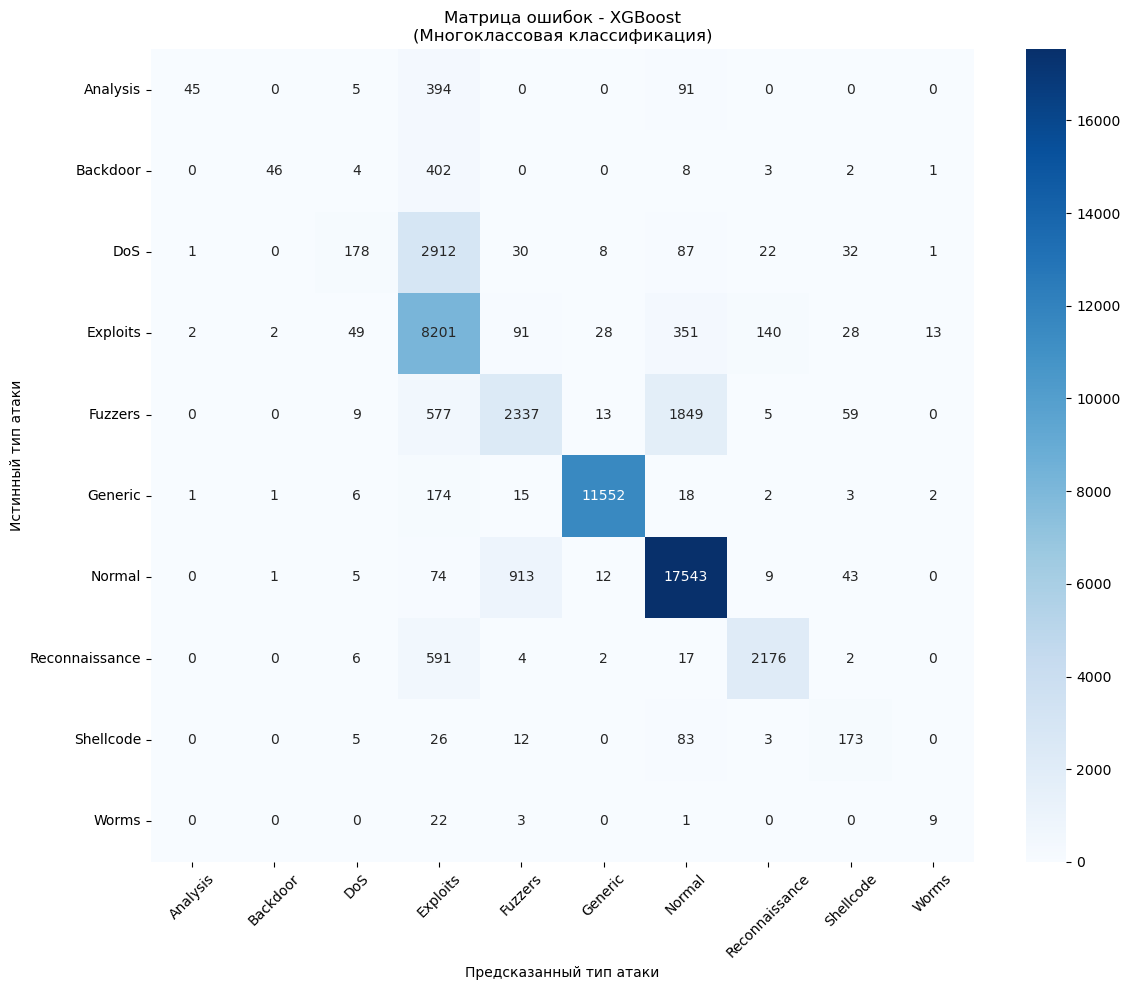 Матрица ошибок - XGBoost
(Многоклассовая классификация)
Истинный тип атаки
Analysis 45 0 5 394 0 0 91 0 0 0
Backdoor 0 46 4 402 0 0 8 3 2 1
DoS 1 0 178 2912 30 8 87 22 32 1
Exploits 2 2 49 8201 91 28 351 140 28 13
Fuzzers 0 0 9 577 2337 13 1849 5 59 0
Generic 1 1 6 174 15 11552 18 2 3 2
Normal 0 1 5 74 913 12 17543 9 43 0
Reconnaissance 0 0 6 591 4 2 17 2176 2 0
Shellcode 0 0 5 26 12 0 83 3 173 0
Worms 0 0 0 22 3 0 1 0 0 9
Analysis Backdoor DoS Exploits Fuzzers Generic Normal Reconnaissance Shellcode Worms
Предсказанный тип атаки
16000
14000
12000
10000
8000
6000
4000
2000
0